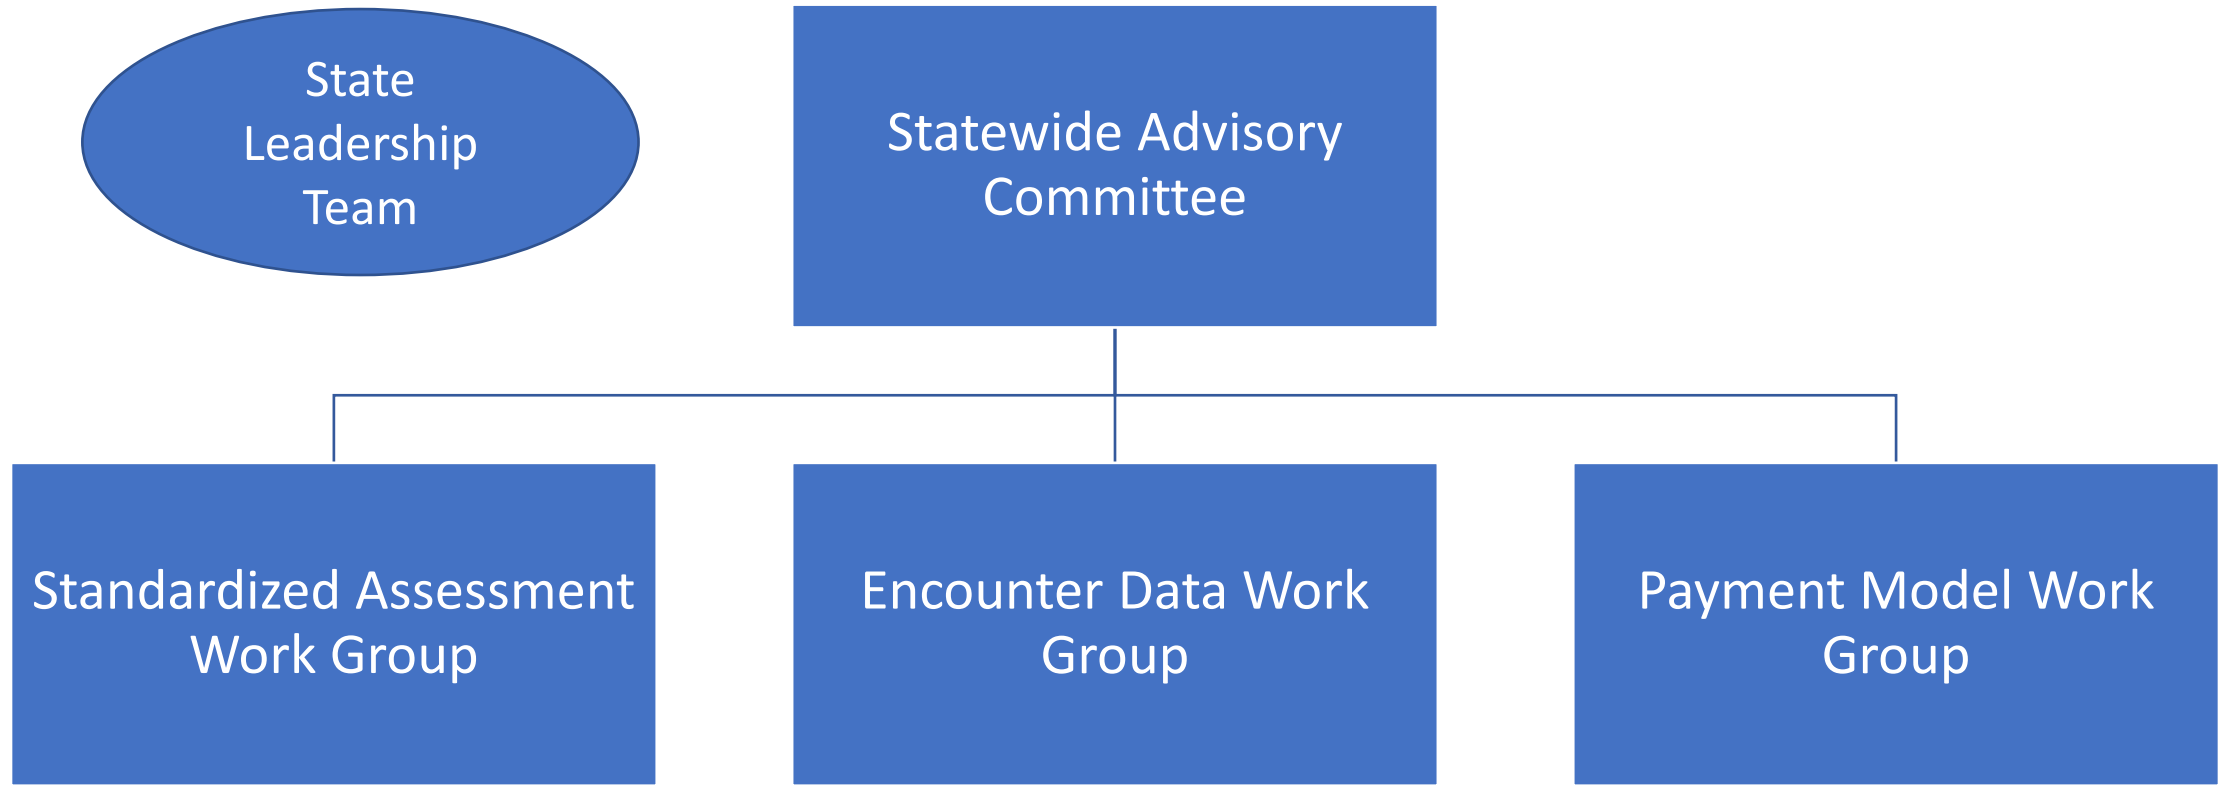 State
Leadership
Team
Statewide Advisory
Committee
Standardized Assessment
Work Group
Encounter Data Work
Group
Payment Model Work
Group